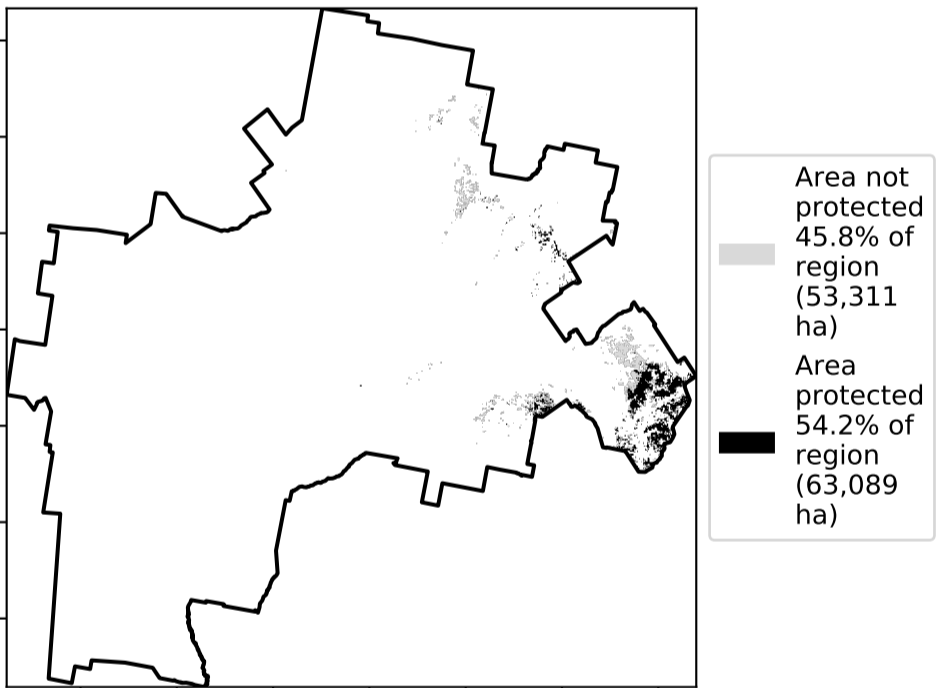 Area not
protected
45.8% of
region
(53,311
ha)
Area
protected
54.2% of
region
(63,089
ha)